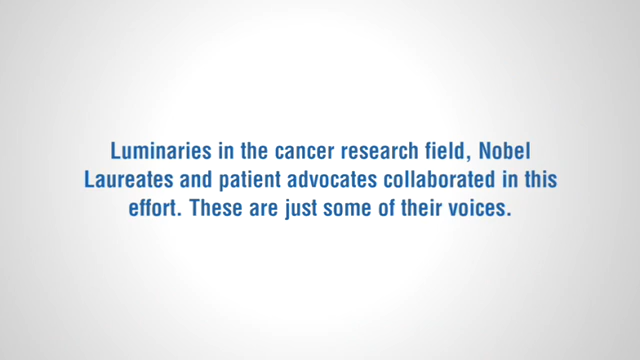 Luminaries in the cancer research field, Nobel
Laureates and patient advocates collaborated in this
effort. These are just some of their voices.